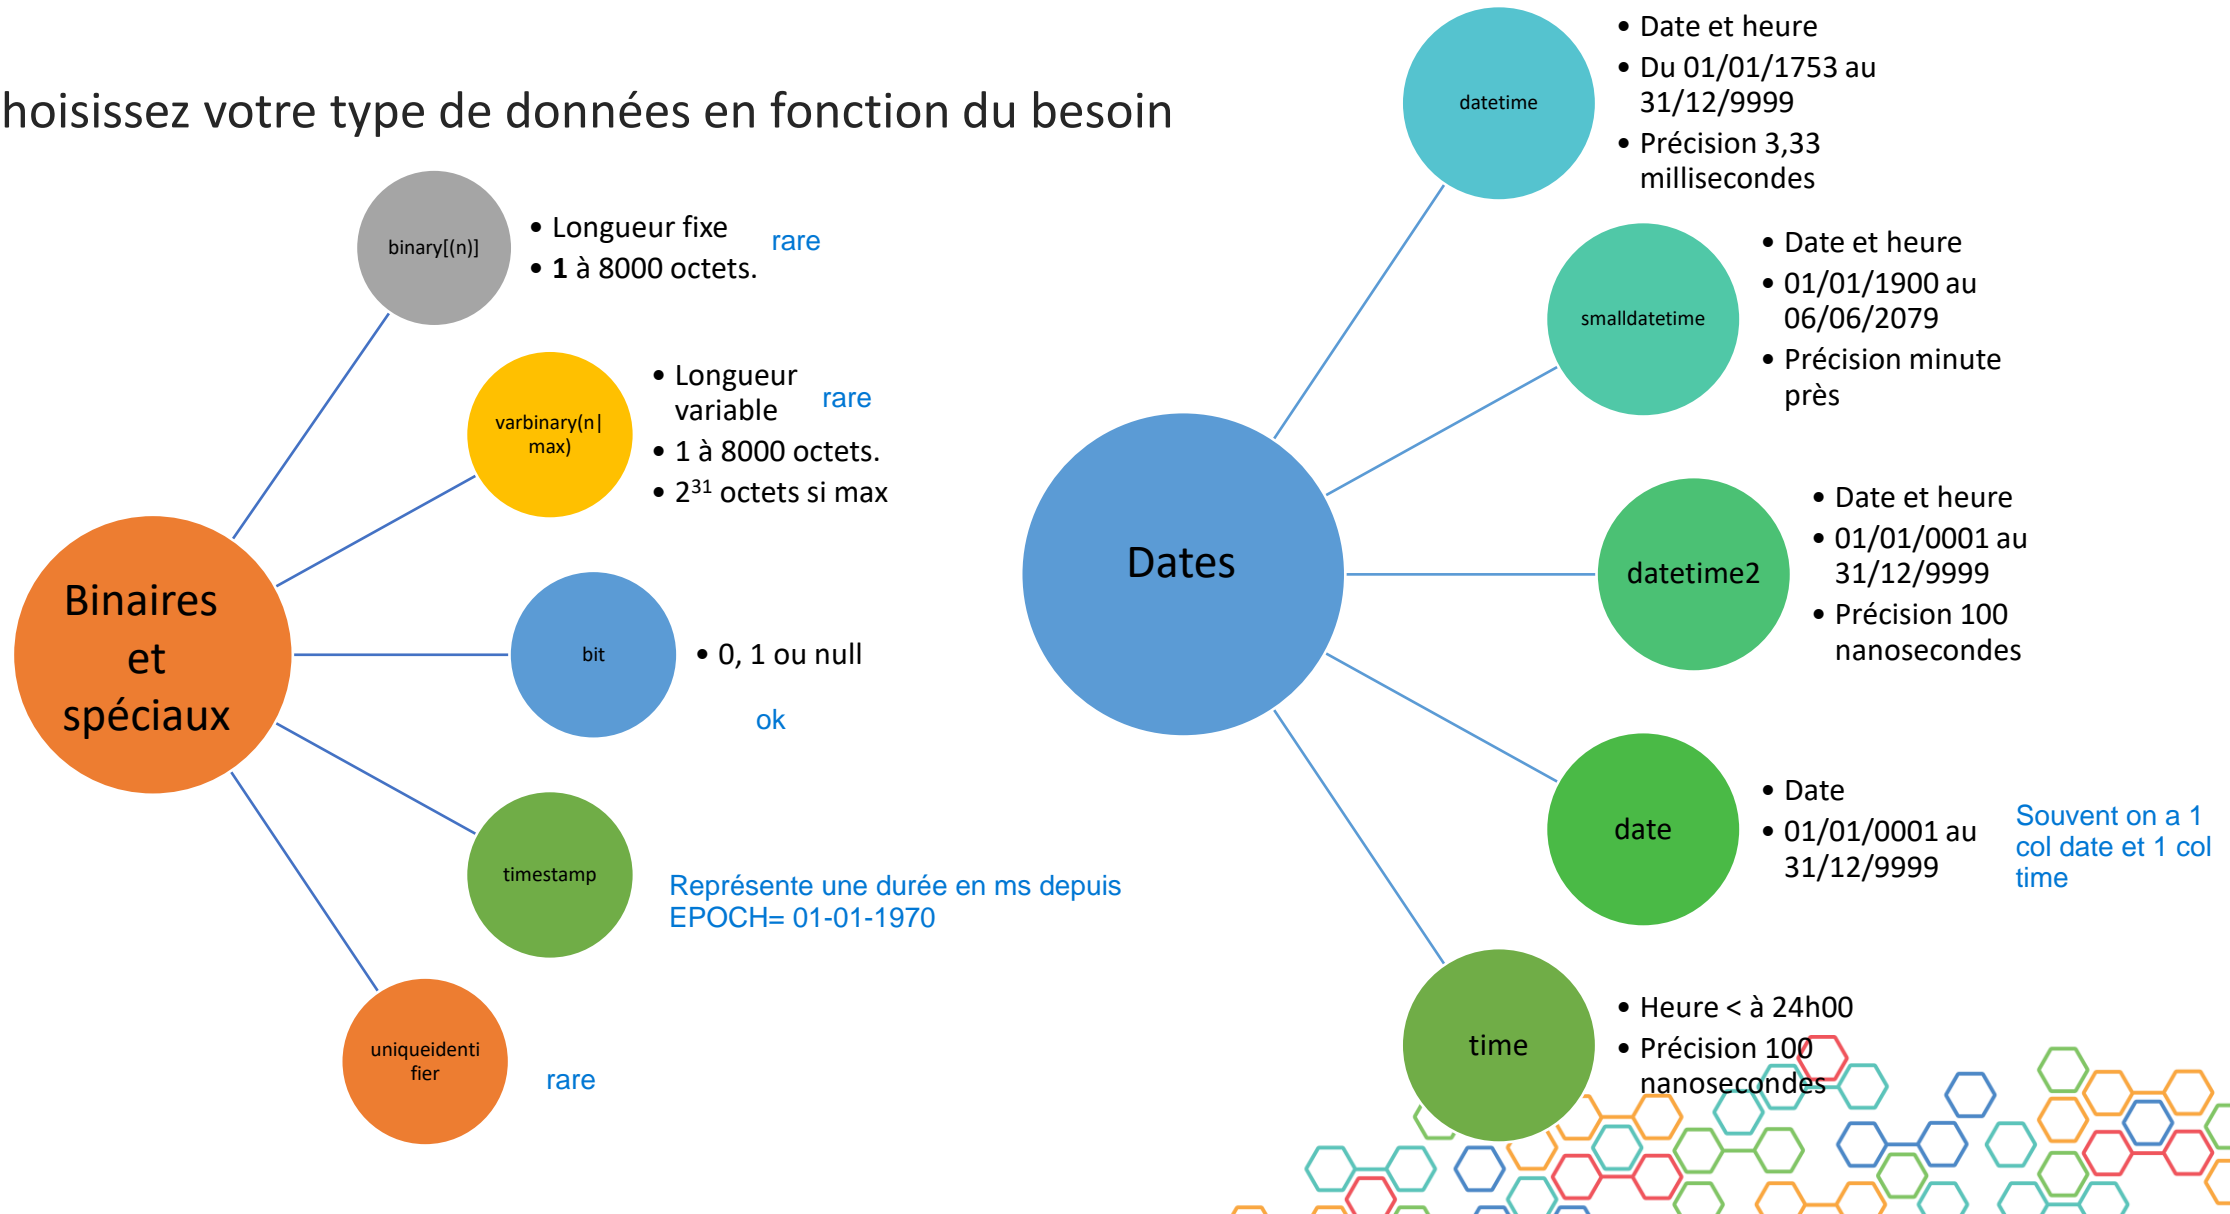 hoisissez votre type de données en fonction du besoin
binary[(n)]
• Longueur fixe
• 1 à 8000 octets.
rare
varbinary(n|
max)
• Longueur
variable
• 1 à 8000 octets.
• 2³¹ octets si max
rare
Binaires
et
spéciaux
bit
• 0, 1 ou null
ok
timestamp
Représente une durée en ms depuis
EPOCH= 01-01-1970
uniqueidenti
fier
rare
Dates
datetime
• Date et heure
• Du 01/01/1753 au
31/12/9999
• Précision 3,33
millisecondes
smalldatetime
• Date et heure
• 01/01/1900 au
06/06/2079
• Précision minute
près
datetime2
• Date et heure
• 01/01/0001 au
31/12/9999
• Précision 100
nanosecondes
date
• Date
• 01/01/0001 au
31/12/9999
Souvent on a 1
col date et 1 col
time
time
• Heure < à 24h00
• Précision 100
nanosecondes